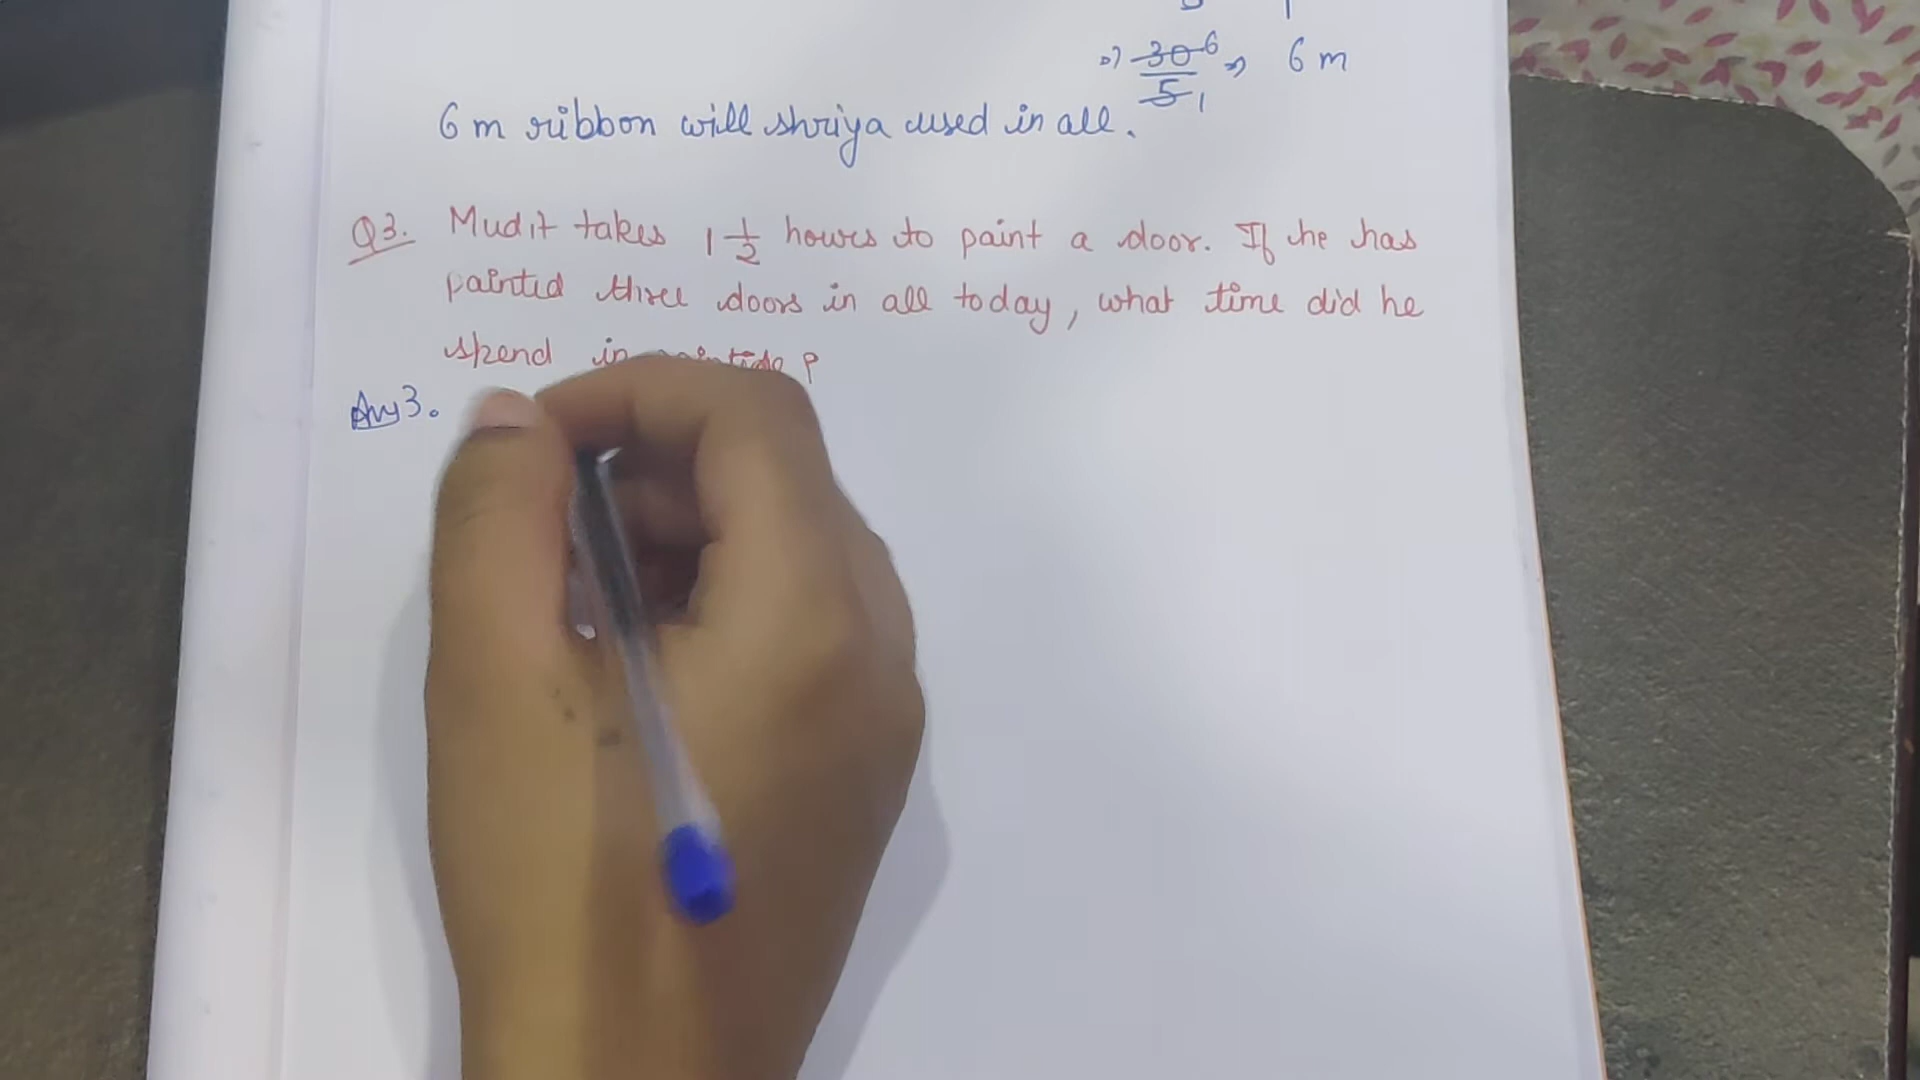 =) 30 6 =) 6 m
5 1
6 m ribbon will shriya used in all.
Q3. Mudit takes 1 1/2 hours to paint a door. If he has
painted three doors in all today, what time did he
spend in
Ans 3.